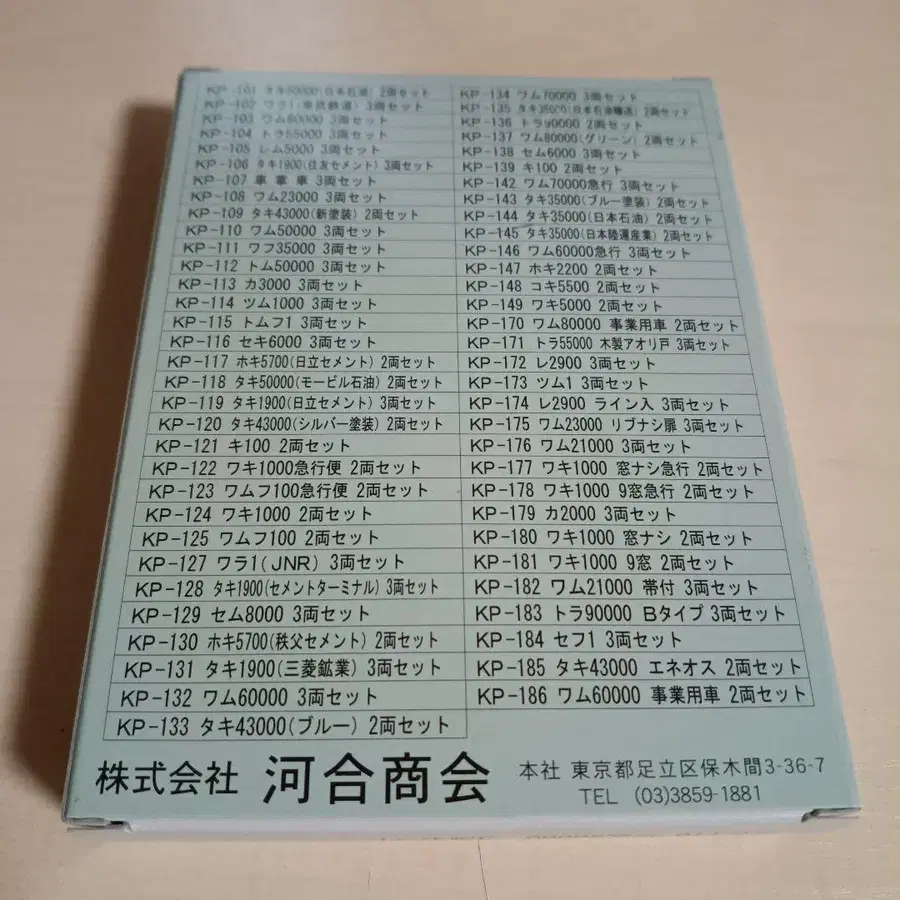 KP-101 タキ50000(日本石油) 2両セット
KP-102 ワラ1(東武鉄道) 3両セット
KP-103 ワム80000 3両セット
KP-104 トラ55000 3両セット
KP-105 レム5000 3両セット
KP-106 タキ1900(住友セメント) 3両セット
KP-107 車掌車 3両セット
KP-108 ワム23000 3両セット
KP-109 タキ43000(新塗装) 2両セット
KP-110 ワム50000 3両セット
KP-111 ワフ35000 3両セット
KP-112 トム50000 3両セット
KP-113 カ3000 3両セット
KP-114 ツム1000 3両セット
KP-115 トムフ1 3両セット
KP-116 セキ6000 3両セット
KP-117 ホキ5700(日立セメント) 2両セット
KP-118 タキ50000(モービル石油) 2両セット
KP-119 タキ1900(日立セメント) 3両セット
KP-120 タキ43000(シルバー塗装) 2両セット
KP-121 キ100 2両セット
KP-122 ワキ1000急行便 2両セット
KP-123 ワムフ100急行便 2両セット
KP-124 ワキ1000 2両セット
KP-125 ワムフ100 2両セット
KP-127 ワラ1(JNR) 3両セット
KP-128 タキ1900(セメントターミナル) 3両セット
KP-129 セム8000 3両セット
KP-130 ホキ5700(秩父セメント) 2両セット
KP-131 タキ1900(三菱鉱業) 3両セット
KP-132 ワム60000 3両セット
KP-133 タキ43000(ブルー) 2両セット
KP-134 ワム70000 3両セット
KP-135 タキ35000(日本石油輸送) 2両セット
KP-136 トラ90000 2両セット
KP-137 ワム80000(グリーン) 2両セット
KP-138 セム6000 3両セット
KP-139 キ100 2両セット
KP-142 ワム70000急行 3両セット
KP-143 タキ35000(ブルー塗装) 2両セット
KP-144 タキ35000(日本石油) 2両セット
KP-145 タキ35000(日本陸運産業) 2両セット
KP-146 ワム60000急行 3両セット
KP-147 ホキ2200 2両セット
KP-148 コキ5500 2両セット
KP-149 ワキ5000 2両セット
KP-170 ワム80000 事業用車 2両セット
KP-171 トラ55000 木製アオリ戸 3両セット
KP-172 レ2900 3両セット
KP-173 ツム1 3両セット
KP-174 レ2900 ライン入 3両セット
KP-175 ワム23000 リブナシ扉 3両セット
KP-176 ワム21000 3両セット
KP-177 ワキ1000 窓ナシ急行 2両セット
KP-178 ワキ1000 9窓急行 2両セット
KP-179 カ2000 3両セット
KP-180 ワキ1000 窓ナシ 2両セット
KP-181 ワキ1000 9窓 2両セット
KP-182 ワム21000 帯付 3両セット
KP-183 トラ90000 Bタイプ 3両セット
KP-184 セフ1 3両セット
KP-185 タキ43000 エネオス 2両セット
KP-186 ワム60000 事業用車 2両セット
株式会社 河合商会
本社 東京都足立区保木間3-36-7
TEL (03)3859-1881